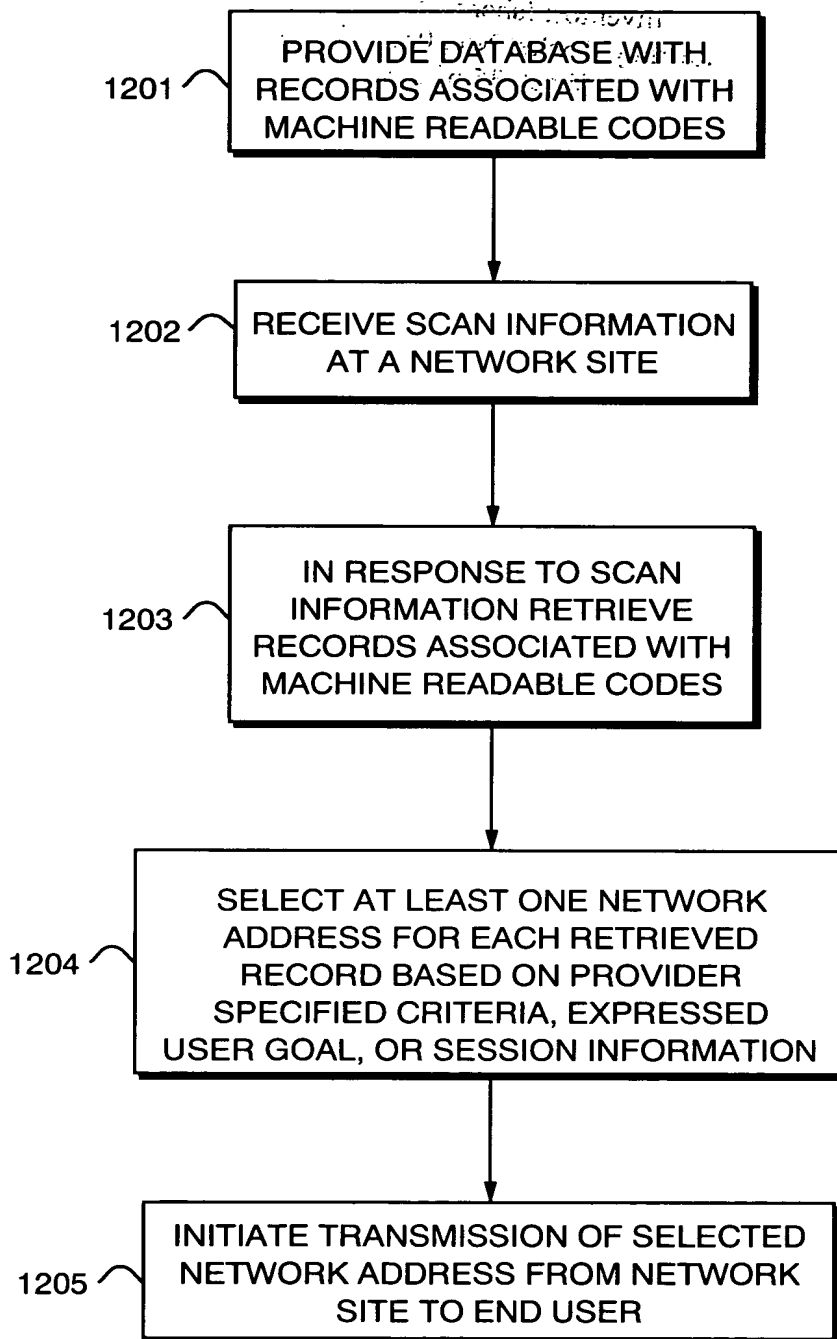 1201
PROVIDE DATABASE WITH
RECORDS ASSOCIATED WITH
MACHINE READABLE CODES
1202
RECEIVE SCAN INFORMATION
AT A NETWORK SITE
1203
IN RESPONSE TO SCAN
INFORMATION RETRIEVE
RECORDS ASSOCIATED WITH
MACHINE READABLE CODES
1204
SELECT AT LEAST ONE NETWORK
ADDRESS FOR EACH RETRIEVED
RECORD BASED ON PROVIDER
SPECIFIED CRITERIA, EXPRESSED
USER GOAL, OR SESSION INFORMATION
1205
INITIATE TRANSMISSION OF SELECTED
NETWORK ADDRESS FROM NETWORK
SITE TO END USER